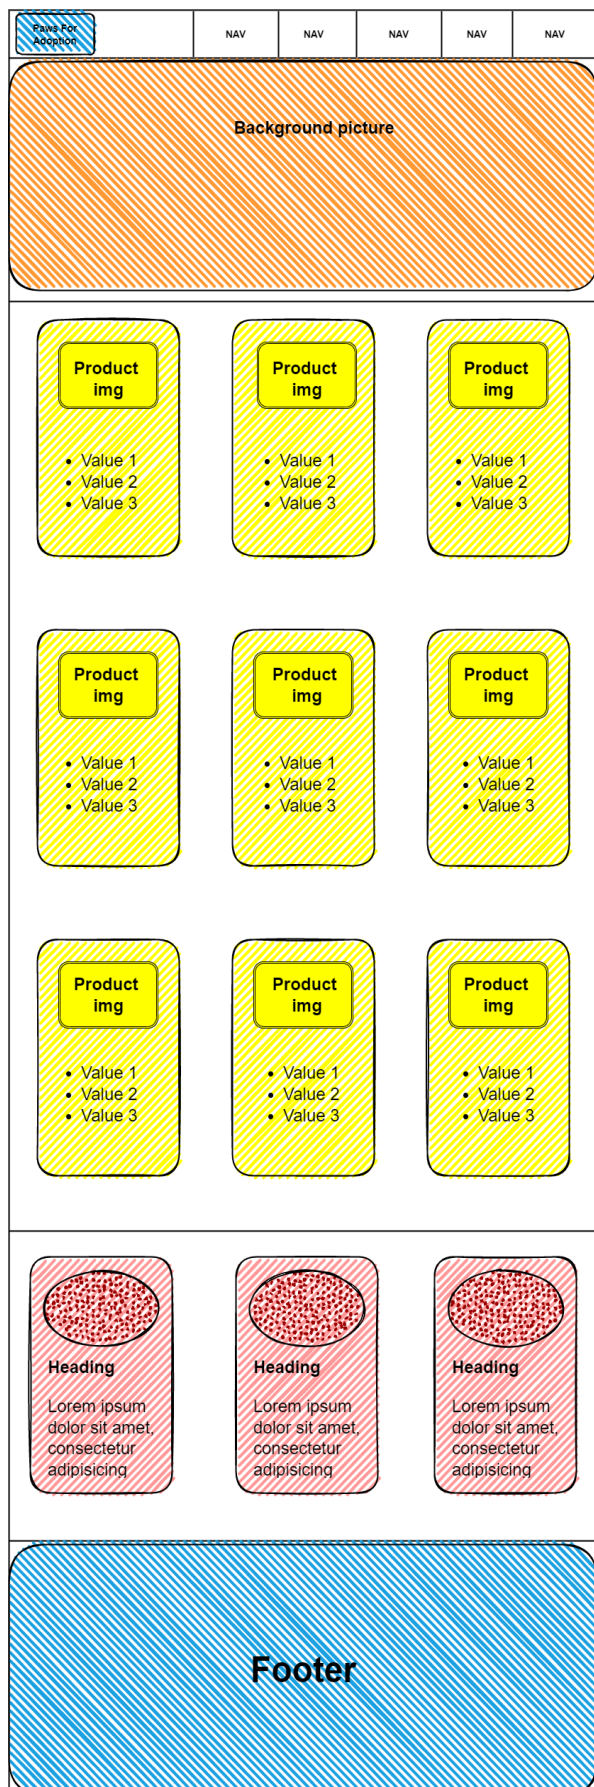 Paws For
Adoption
NAV
NAV
NAV
NAV
NAV
Background picture
Product
img
• Value 1
• Value 2
• Value 3
Product
img
• Value 1
• Value 2
• Value 3
Product
img
• Value 1
• Value 2
• Value 3
Product
img
• Value 1
• Value 2
• Value 3
Product
img
• Value 1
• Value 2
• Value 3
Product
img
• Value 1
• Value 2
• Value 3
Product
img
• Value 1
• Value 2
• Value 3
Product
img
• Value 1
• Value 2
• Value 3
Product
img
• Value 1
• Value 2
• Value 3
Heading
Lorem ipsum
dolor sit amet,
consectetur
adipisicing
Heading
Lorem ipsum
dolor sit amet,
consectetur
adipisicing
Heading
Lorem ipsum
dolor sit amet,
consectetur
adipisicing
Footer